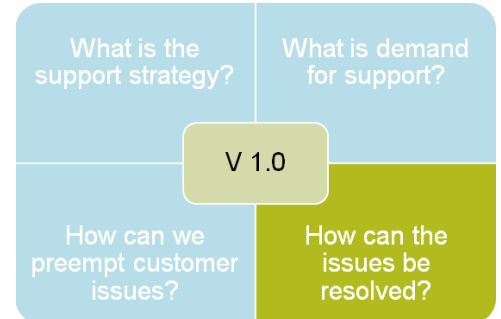 What is the
support strategy?
What is demand
for support?
V 1.0
How can we
preempt customer
issues?
How can the
issues be
resolved?